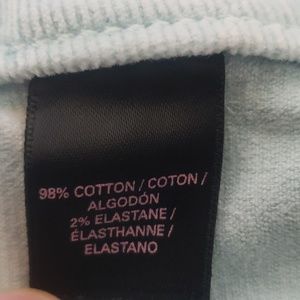 98% COTTON / COTON /
ALGODÓN
2% ELASTANE /
ÉLASTHANNE /
ELASTANO